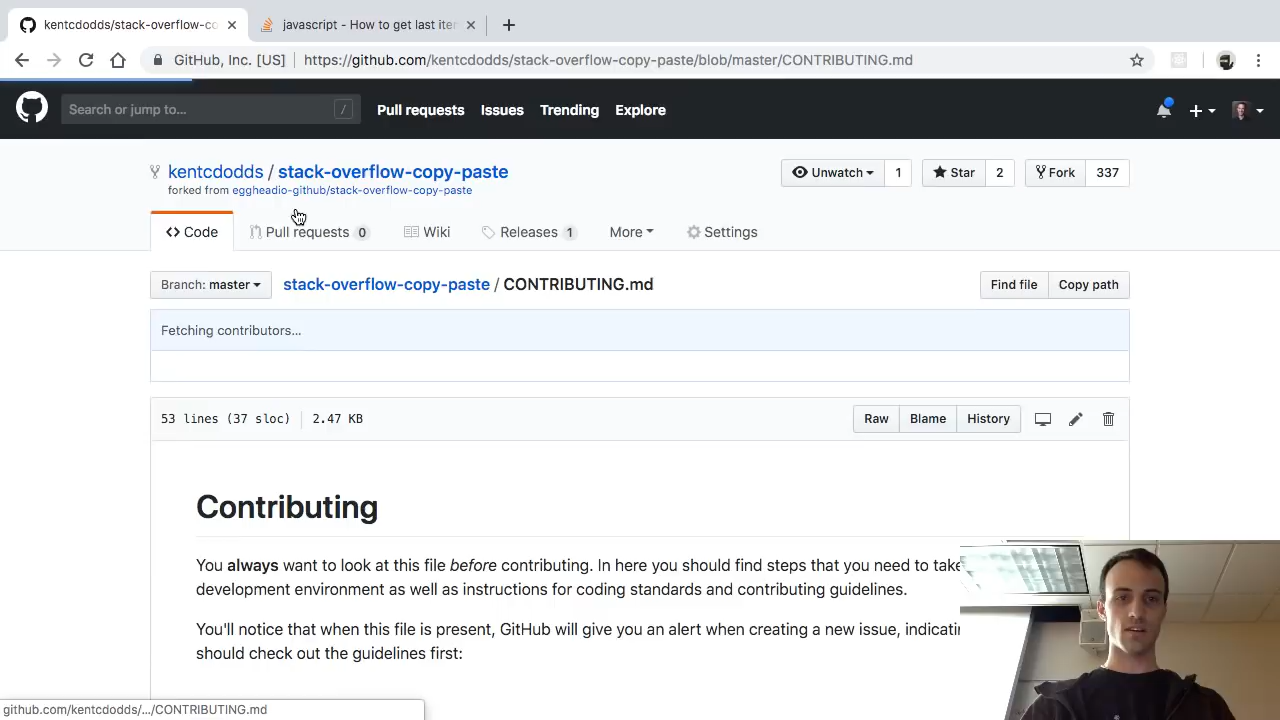 kentcdodds/stack-overflow-co
javascript - How to get last iter
GitHub, Inc. [US]
https://github.com/kentcdodds/stack-overflow-copy-paste/blob/master/CONTRIBUTING.md
Search or jump to...
/
Pull requests
Issues
Trending
Explore
kentcdodds / stack-overflow-copy-paste
forked from eggheadio-github/stack-overflow-copy-paste
Unwatch 1
Star 2
Fork 337
Code
Pull requests 0
Wiki
Releases 1
More
Settings
Branch: master
stack-overflow-copy-paste / CONTRIBUTING.md
Find file
Copy path
Fetching contributors...
53 lines (37 sloc)
2.47 KB
Raw
Blame
History
Contributing
You always want to look at this file before contributing. In here you should find steps that you need to take
development environment as well as instructions for coding standards and contributing guidelines.
You'll notice that when this file is present, GitHub will give you an alert when creating a new issue, indicatin
should check out the guidelines first:
github.com/kentcdodds/.../CONTRIBUTING.md